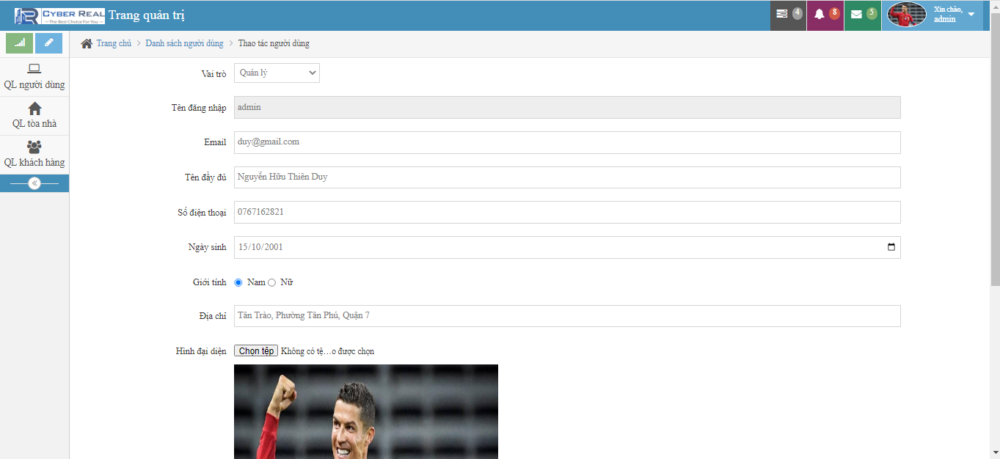 CYBER REAL Trang quản trị
The Best Choice For You
4
8
5
Xin chào,
admin
Trang chủ
Danh sách người dùng
Thao tác người dùng
QL người dùng
QL tòa nhà
QL khách hàng
Vai trò
Quản lý
Tên đăng nhập
admin
Email
duy@gmail.com
Tên đầy đủ
Nguyễn Hữu Thiên Duy
Số điện thoại
0767162821
Ngày sinh
15/10/2001
Giới tính
Nam
Nữ
Địa chỉ
Tân Trào, Phường Tân Phú, Quận 7
Hình đại diện
Chọn tệp Không có tệ…o được chọn